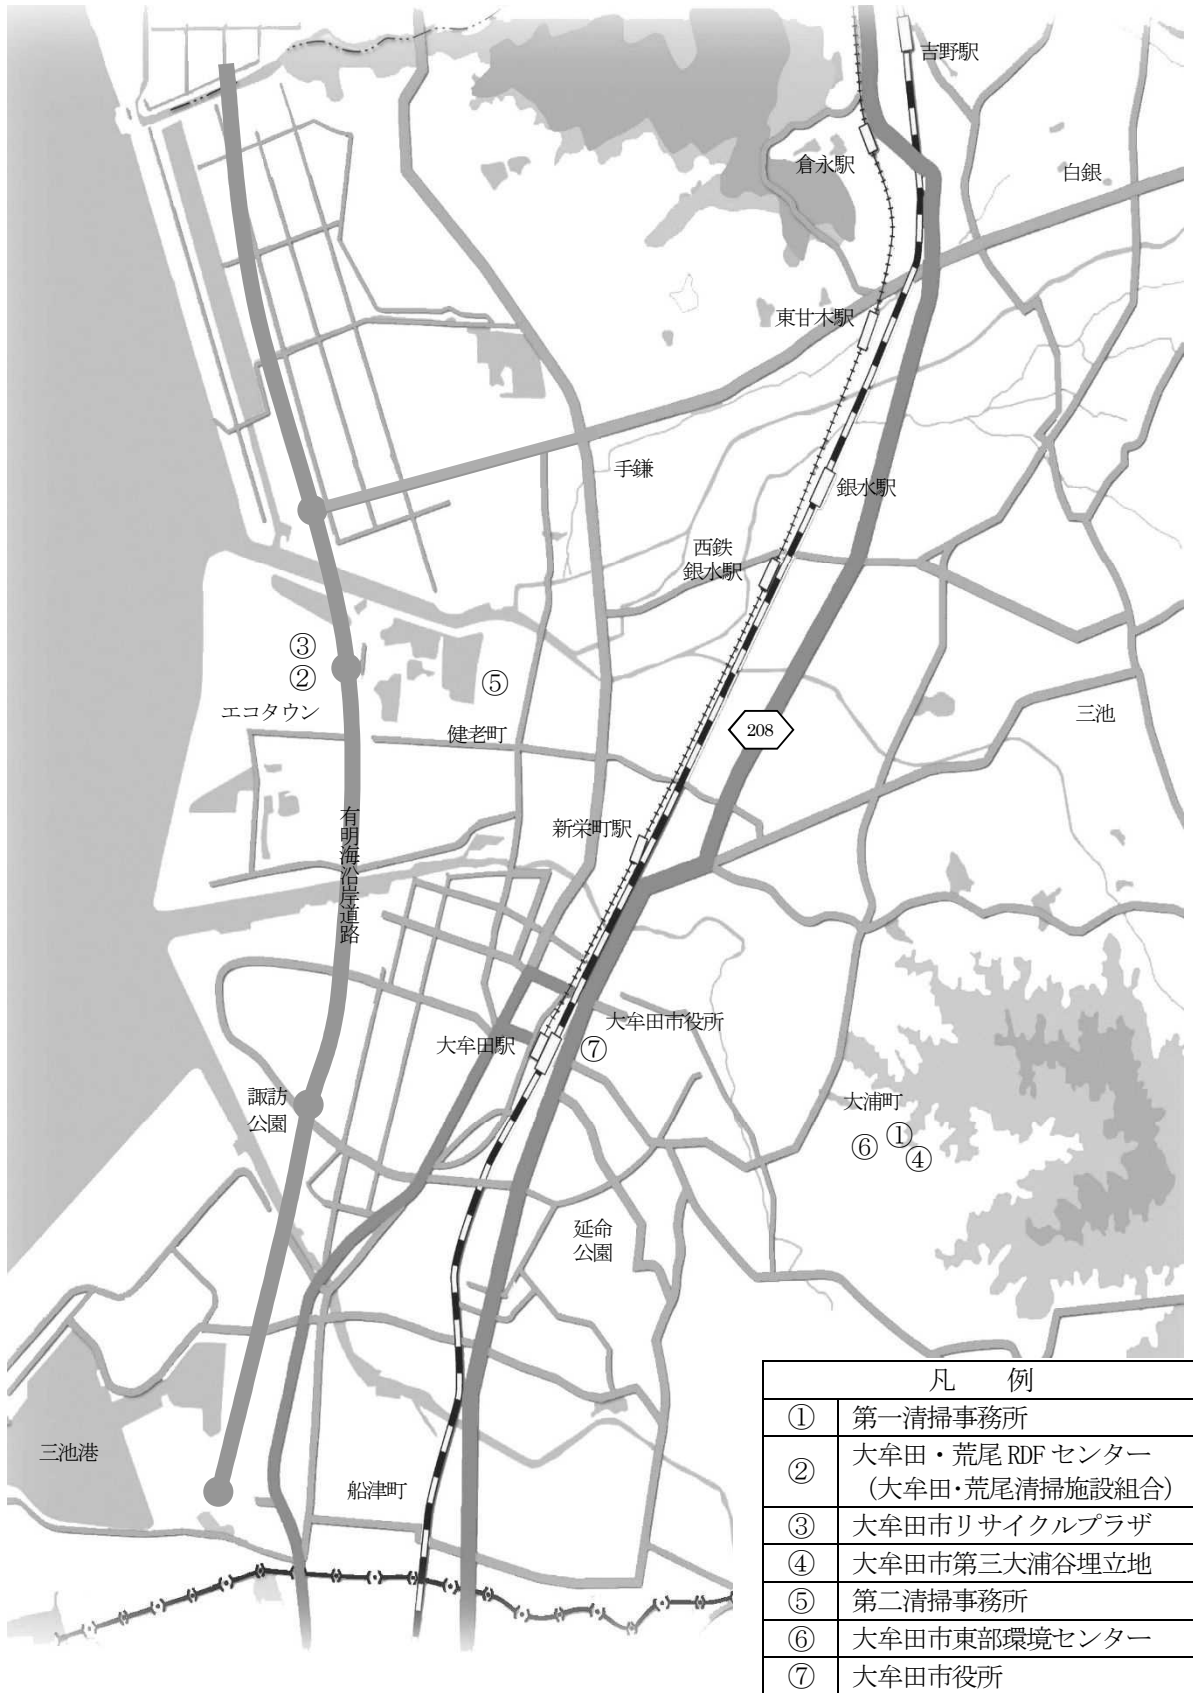 吉野駅
倉永駅
白銀
東甘木駅
手鎌
銀水駅
西鉄
銀水駅
③
②
⑤
エコタウン
健老町
三池
208
有明海沿岸道路
新栄町駅
大牟田市役所
大牟田駅
⑦
諏訪
公園
大浦町
①
⑥
④
延命
公園
三池港
船津町
凡　例
① 第一清掃事務所
② 大牟田・荒尾 RDF センター
（大牟田・荒尾清掃施設組合）
③ 大牟田市リサイクルプラザ
④ 大牟田市第三大浦谷埋立地
⑤ 第二清掃事務所
⑥ 大牟田市東部環境センター
⑦ 大牟田市役所